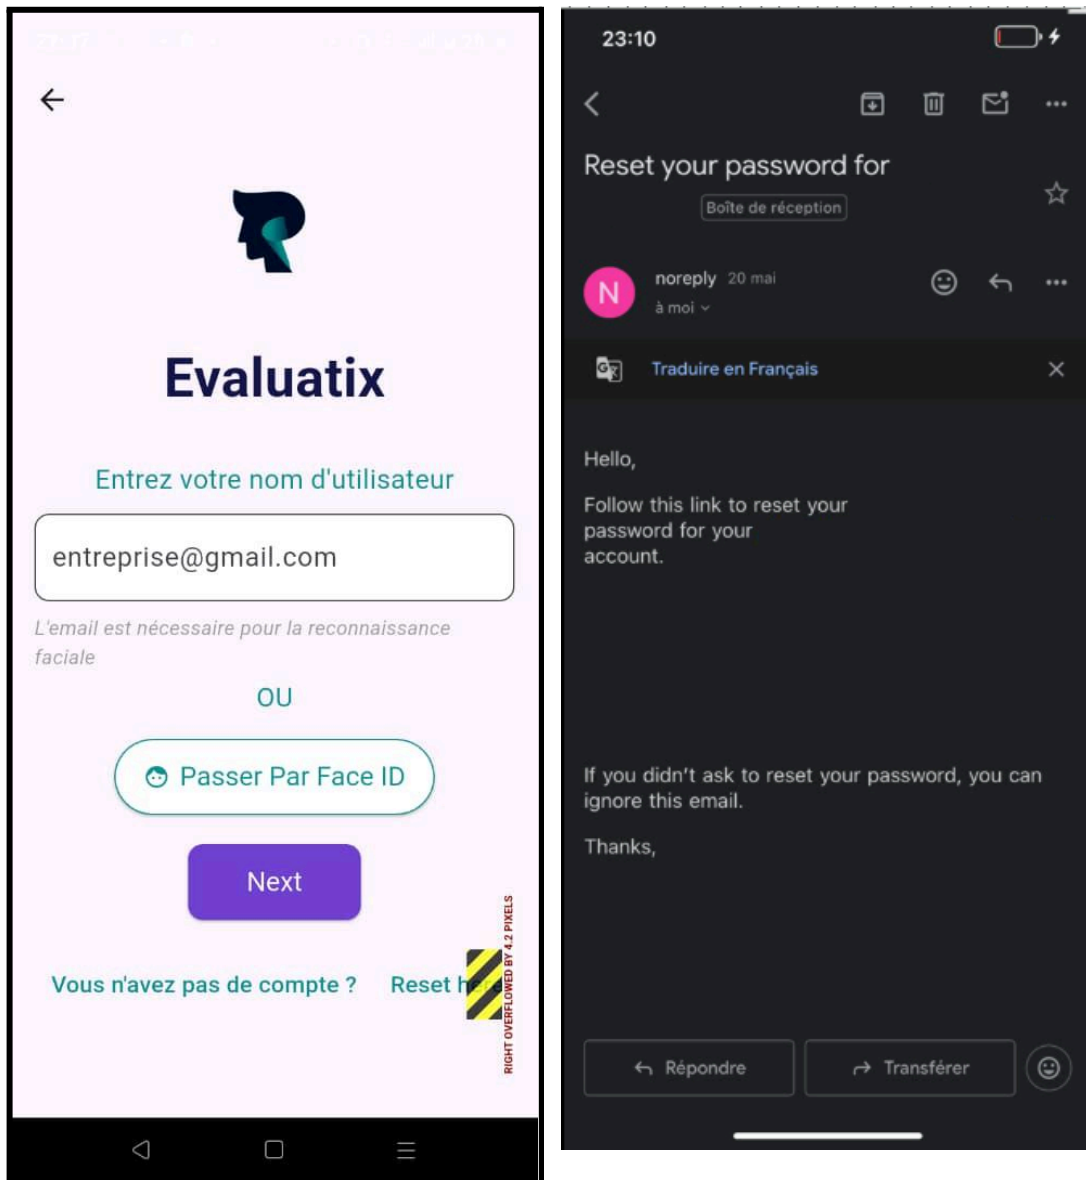 Evaluatix
Entrez votre nom d'utilisateur
entreprise@gmail.com
L'email est nécessaire pour la reconnaissance
faciale
OU
Passer Par Face ID
Next
Vous n'avez pas de compte ? Reset here
RIGHT OVERFLOWED BY 4.2 PIXELS
23:10
Reset your password for
Boîte de réception
N
noreply 20 mai
à moi
Traduire en Français
Hello,
Follow this link to reset your
password for your
account.
If you didn't ask to reset your password, you can
ignore this email.
Thanks,
Répondre
Transférer